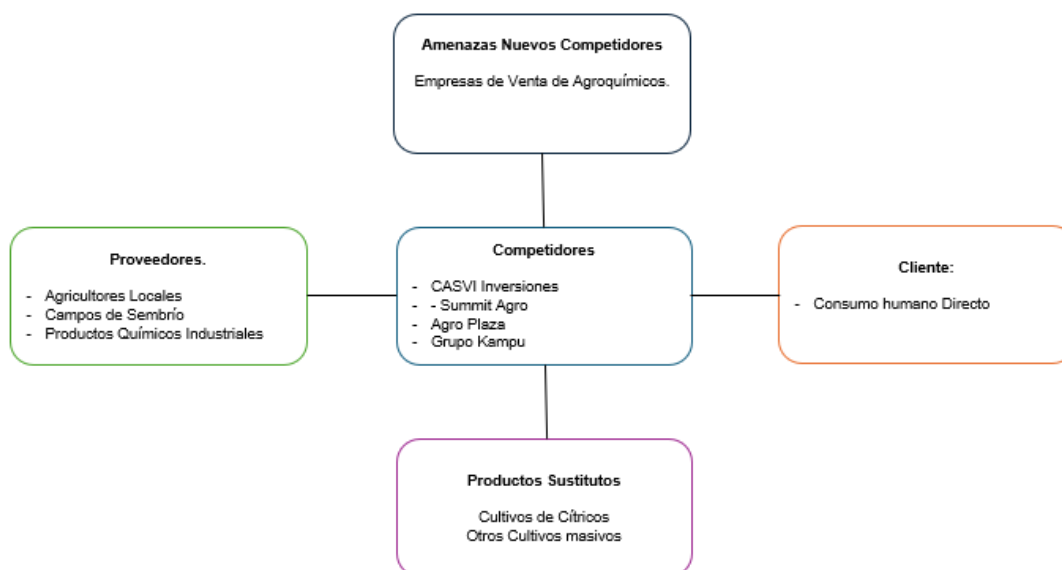 Amenazas Nuevos Competidores
Empresas de Venta de Agroquímicos.
Proveedores.
- Agricultores Locales
- Campos de Sembrío
- Productos Químicos Industriales
Competidores
- CASVI Inversiones
- - Summit Agro
- Agro Plaza
- Grupo Kampu
Cliente:
- Consumo humano Directo
Productos Sustitutos
Cultivos de Cítricos
Otros Cultivos masivos